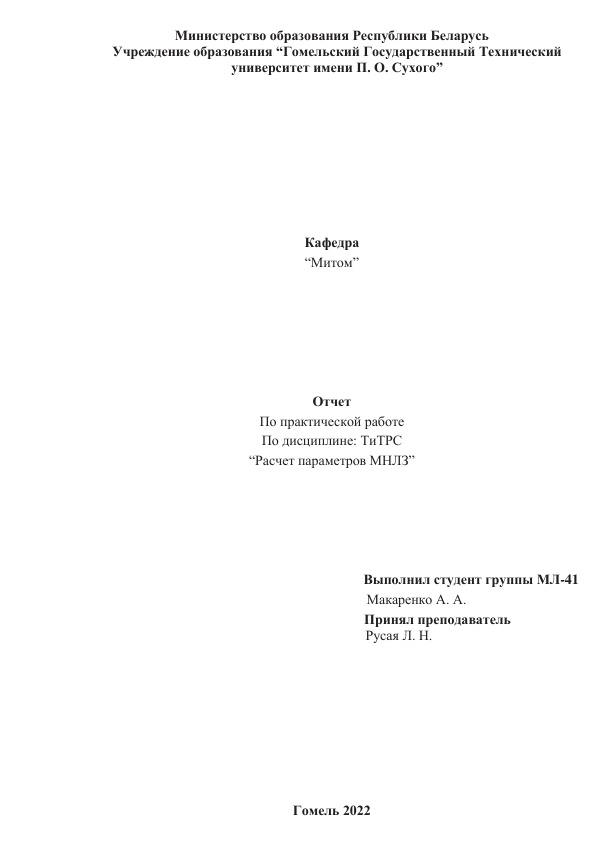 Министерство образования Республики Беларусь
Учреждение образования “Гомельский Государственный Технический
университет имени П. О. Сухого”
Кафедра
“Митом”
Отчет
По практической работе
По дисциплине: ТиТРС
“Расчет параметров МНЛЗ”
Выполнил студент группы МЛ-41
Макаренко А. А.
Принял преподаватель
Русая Л. Н.
Гомель 2022